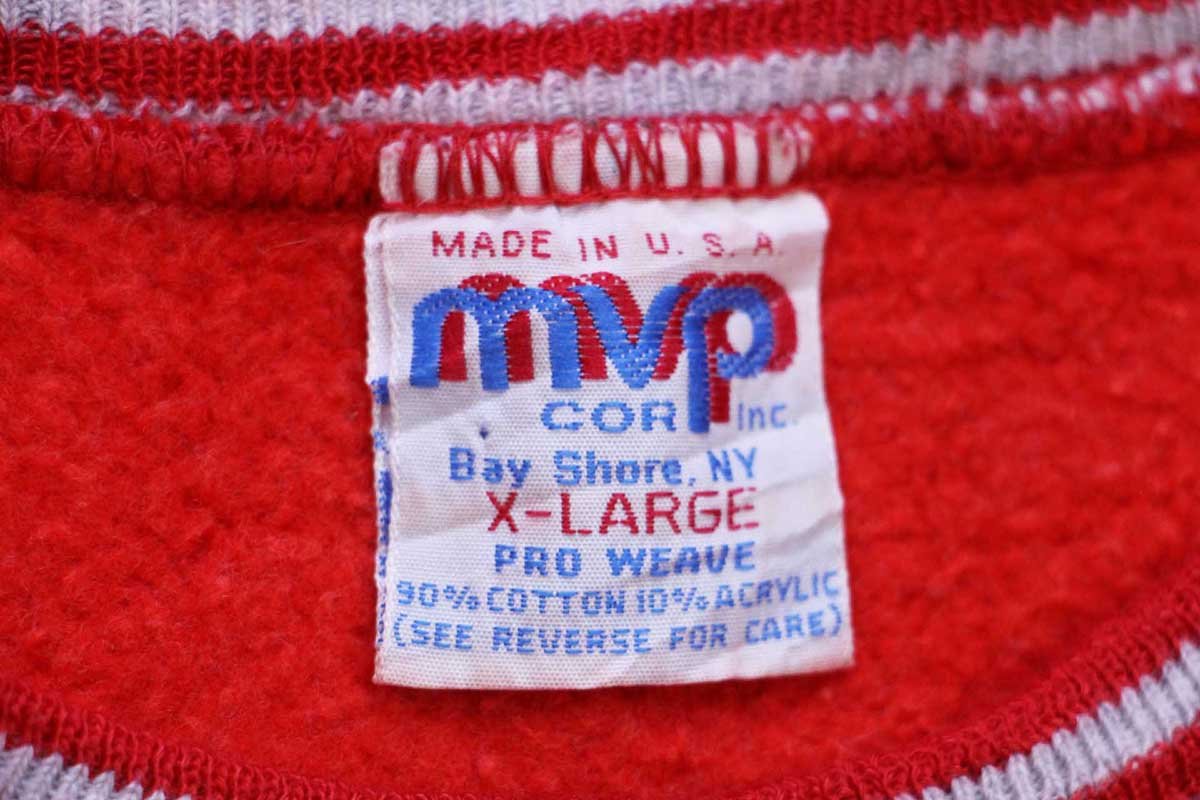 MADE IN U.S.A.
mvp
COR Inc.
Bay Shore, NY
X-LARGE
PRO WEAVE
90% COTTON 10% ACRYLIC
(SEE REVERSE FOR CARE)